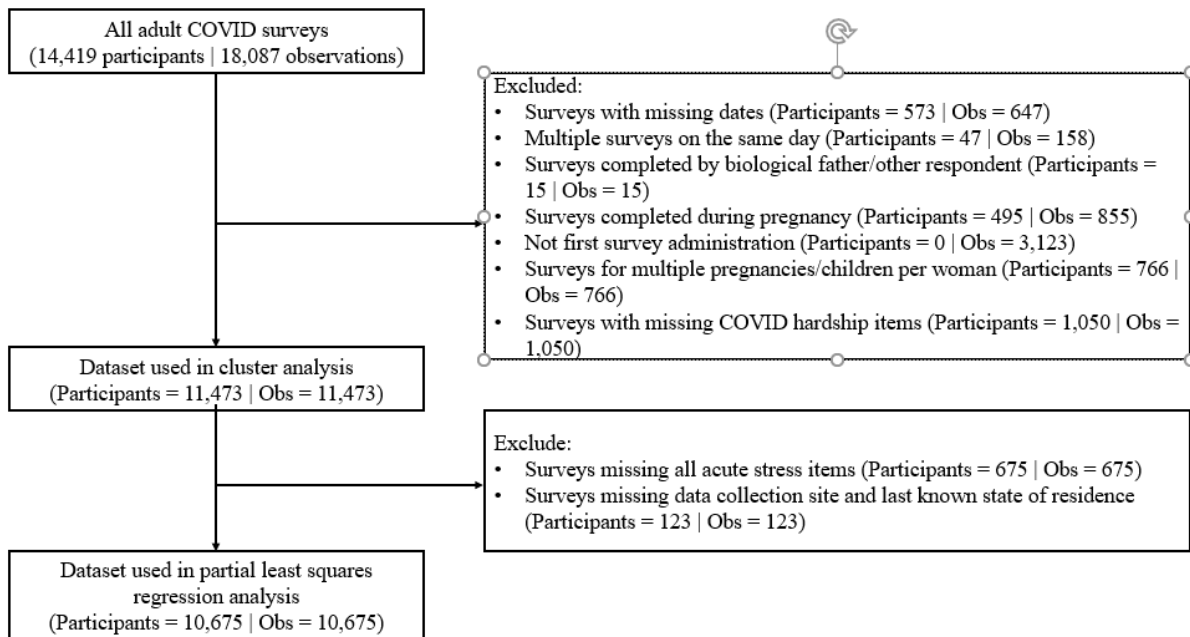 All adult COVID surveys
(14,419 participants | 18,087 observations)
Excluded:
• Surveys with missing dates (Participants = 573 | Obs = 647)
• Multiple surveys on the same day (Participants = 47 | Obs = 158)
• Surveys completed by biological father/other respondent (Participants =
15 | Obs = 15)
• Surveys completed during pregnancy (Participants = 495 | Obs = 855)
• Not first survey administration (Participants = 0 | Obs = 3,123)
• Surveys for multiple pregnancies/children per woman (Participants = 766 |
Obs = 766)
• Surveys with missing COVID hardship items (Participants = 1,050 | Obs =
1,050)
Dataset used in cluster analysis
(Participants = 11,473 | Obs = 11,473)
Exclude:
• Surveys missing all acute stress items (Participants = 675 | Obs = 675)
• Surveys missing data collection site and last known state of residence
(Participants = 123 | Obs = 123)
Dataset used in partial least squares
regression analysis
(Participants = 10,675 | Obs = 10,675)